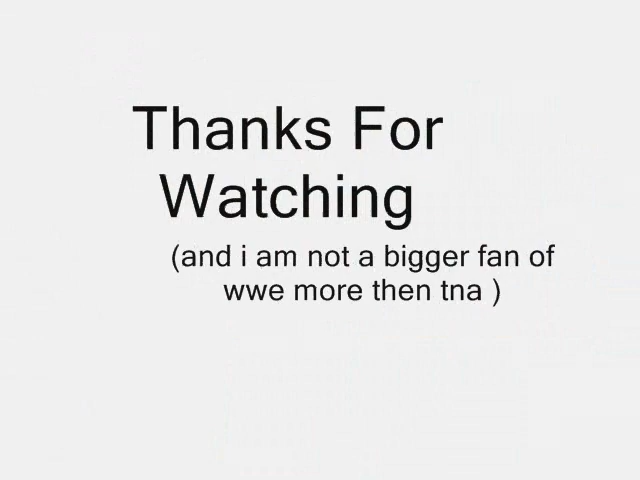 Thanks For
Watching
(and i am not a bigger fan of
wwe more then tna )